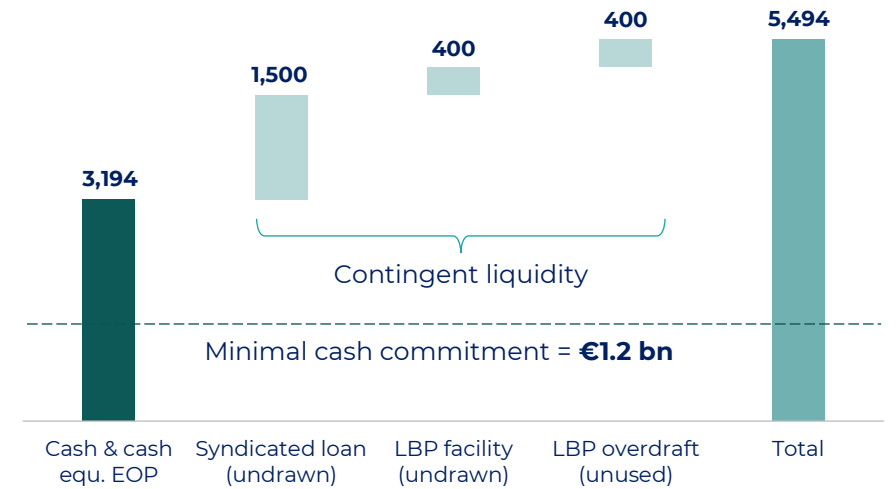 5,494
400
400
1,500
3,194
Contingent liquidity
Minimal cash commitment = €1.2 bn
Cash & cash
equ. EOP
Syndicated loan
(undrawn)
LBP facility
(undrawn)
LBP overdraft
(unused)
Total